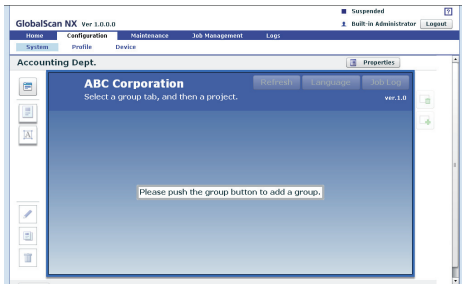 Suspended
?
GlobalScan NX Ver 1.0.0.0
Built-in Administrator Logout
Home Configuration Maintenance Job Management Logs
System Profile Device
Accounting Dept.
Properties
ABC Corporation
Refresh Language Job Log
Select a group tab, and then a project.
ver.1.0
A
Please push the group button to add a group.